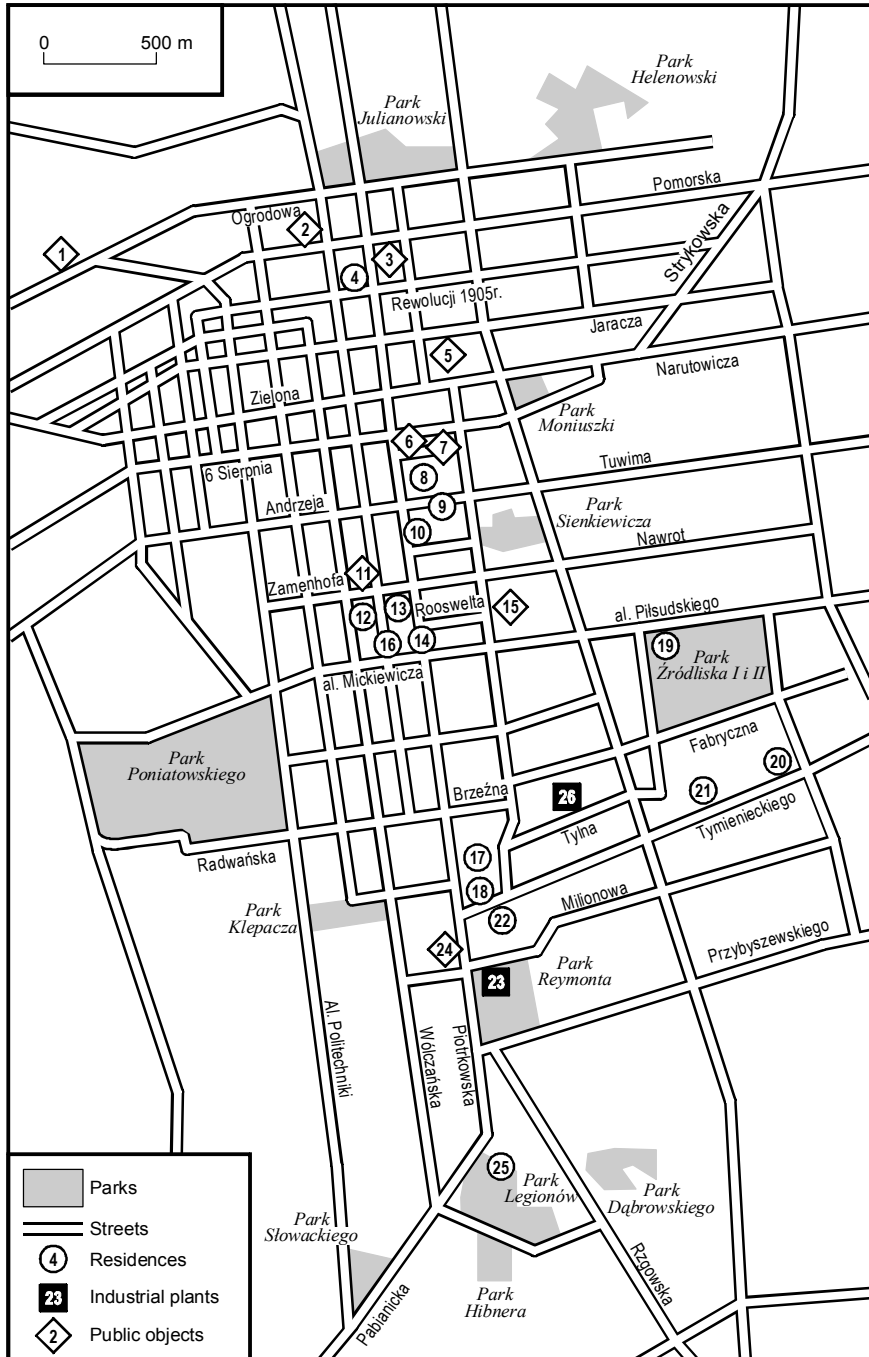 0 500 m
Park
Helenowski
Park
Julianowski
Pomorska
Ogrodowa
Strykowska
1
2
3
4
Rewolucji 1905r.
Jaracza
5
Narutowicza
Zielona
Park
Moniuszki
6
7
Tuwima
6 Sierpnia
8
Andrzeja
9
Park
Sienkiewicza
10
Nawrot
Zamenhofa
11
Rooswelta
15
al. Piłsudskiego
12
13
14
16
19
Park
Źródliska I i II
al. Mickiewicza
Fabryczna
Park
Poniatowskiego
20
Brzeźna
26
21
Tymienieckiego
Tylna
Radwańska
17
18
Milionowa
22
Park
Klepacza
Przybyszewskiego
24
Park
Reymonta
23
Al. Politechniki
Wólczańska
Piotrkowska
25
Park
Legionów
Park
Dąbrowskiego
Park
Słowackiego
Rzgowska
Park
Hibnera
Pabianicka
Parks
Streets
4 Residences
23 Industrial plants
2 Public objects